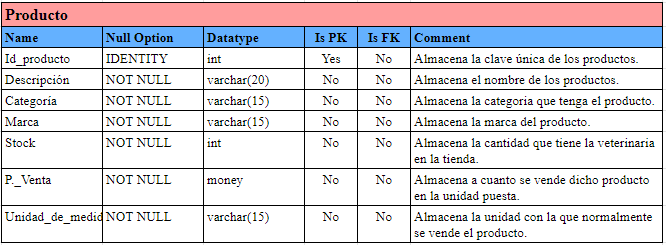 Producto
Name Null Option Datatype Is PK Is FK Comment
Id_producto IDENTITY int Yes No Almacena la clave única de los productos.
Descripción NOT NULL varchar(20) No No Almacena el nombre de los productos.
Categoría NOT NULL varchar(15) No No Almacena la categoria que tenga el producto.
Marca NOT NULL varchar(15) No No Almacena la marca del producto.
Stock NOT NULL int No No Almacena la cantidad que tiene la veterinaria
en la tienda.
P._Venta NOT NULL money No No Almacena a cuanto se vende dicho producto
en la unidad puesta.
Unidad_de_medid NOT NULL varchar(15) No No Almacena la unidad con la que normalmente
se vende el producto.